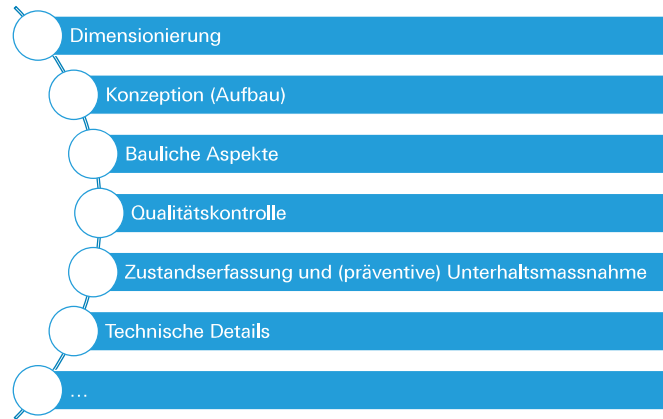 Dimensionierung
Konzeption (Aufbau)
Bauliche Aspekte
Qualitätskontrolle
Zustandserfassung und (präventive) Unterhaltsmassnahme
Technische Details
...